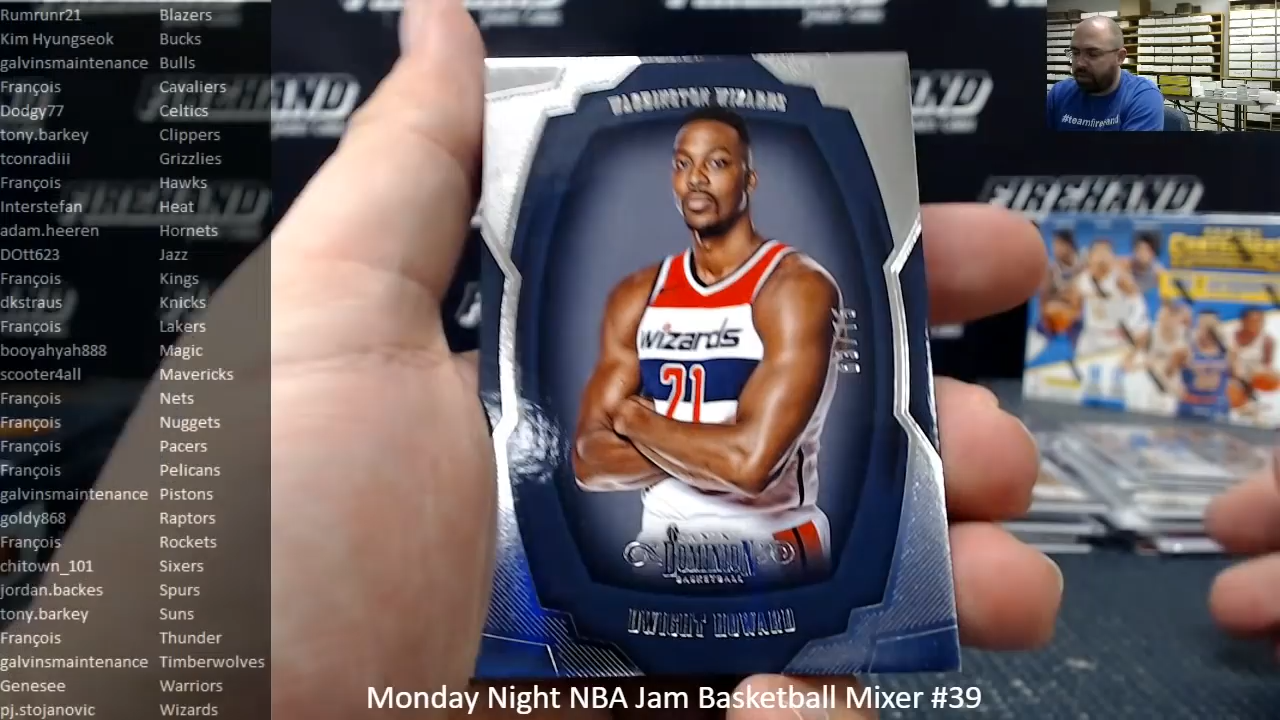 Rumrunr21 Blazers
Kim Hyungseok Bucks
galvinsmaintenance Bulls
François Cavaliers
Dodgy77 Celtics
tony.barkey Clippers
tconradiii Grizzlies
François Hawks
Interstefan Heat
adam.heeren Hornets
DOtt623 Jazz
François Kings
dkstraus Knicks
François Lakers
booyahyah888 Magic
scooter4all Mavericks
François Nets
François Nuggets
François Pacers
François Pelicans
galvinsmaintenance Pistons
goldy868 Raptors
François Rockets
chitown_101 Sixers
jordan.backes Spurs
tony.barkey Suns
François Thunder
galvinsmaintenance Timberwolves
Genesee Warriors
pj.stojanovic Wizards
WASHINGTON WIZARDS
wizards
21
DOMINION
BASKETBALL
DWIGHT HOWARD
#teamfirehand
FIREHAND
FIREHAND
Monday Night NBA Jam Basketball Mixer #39